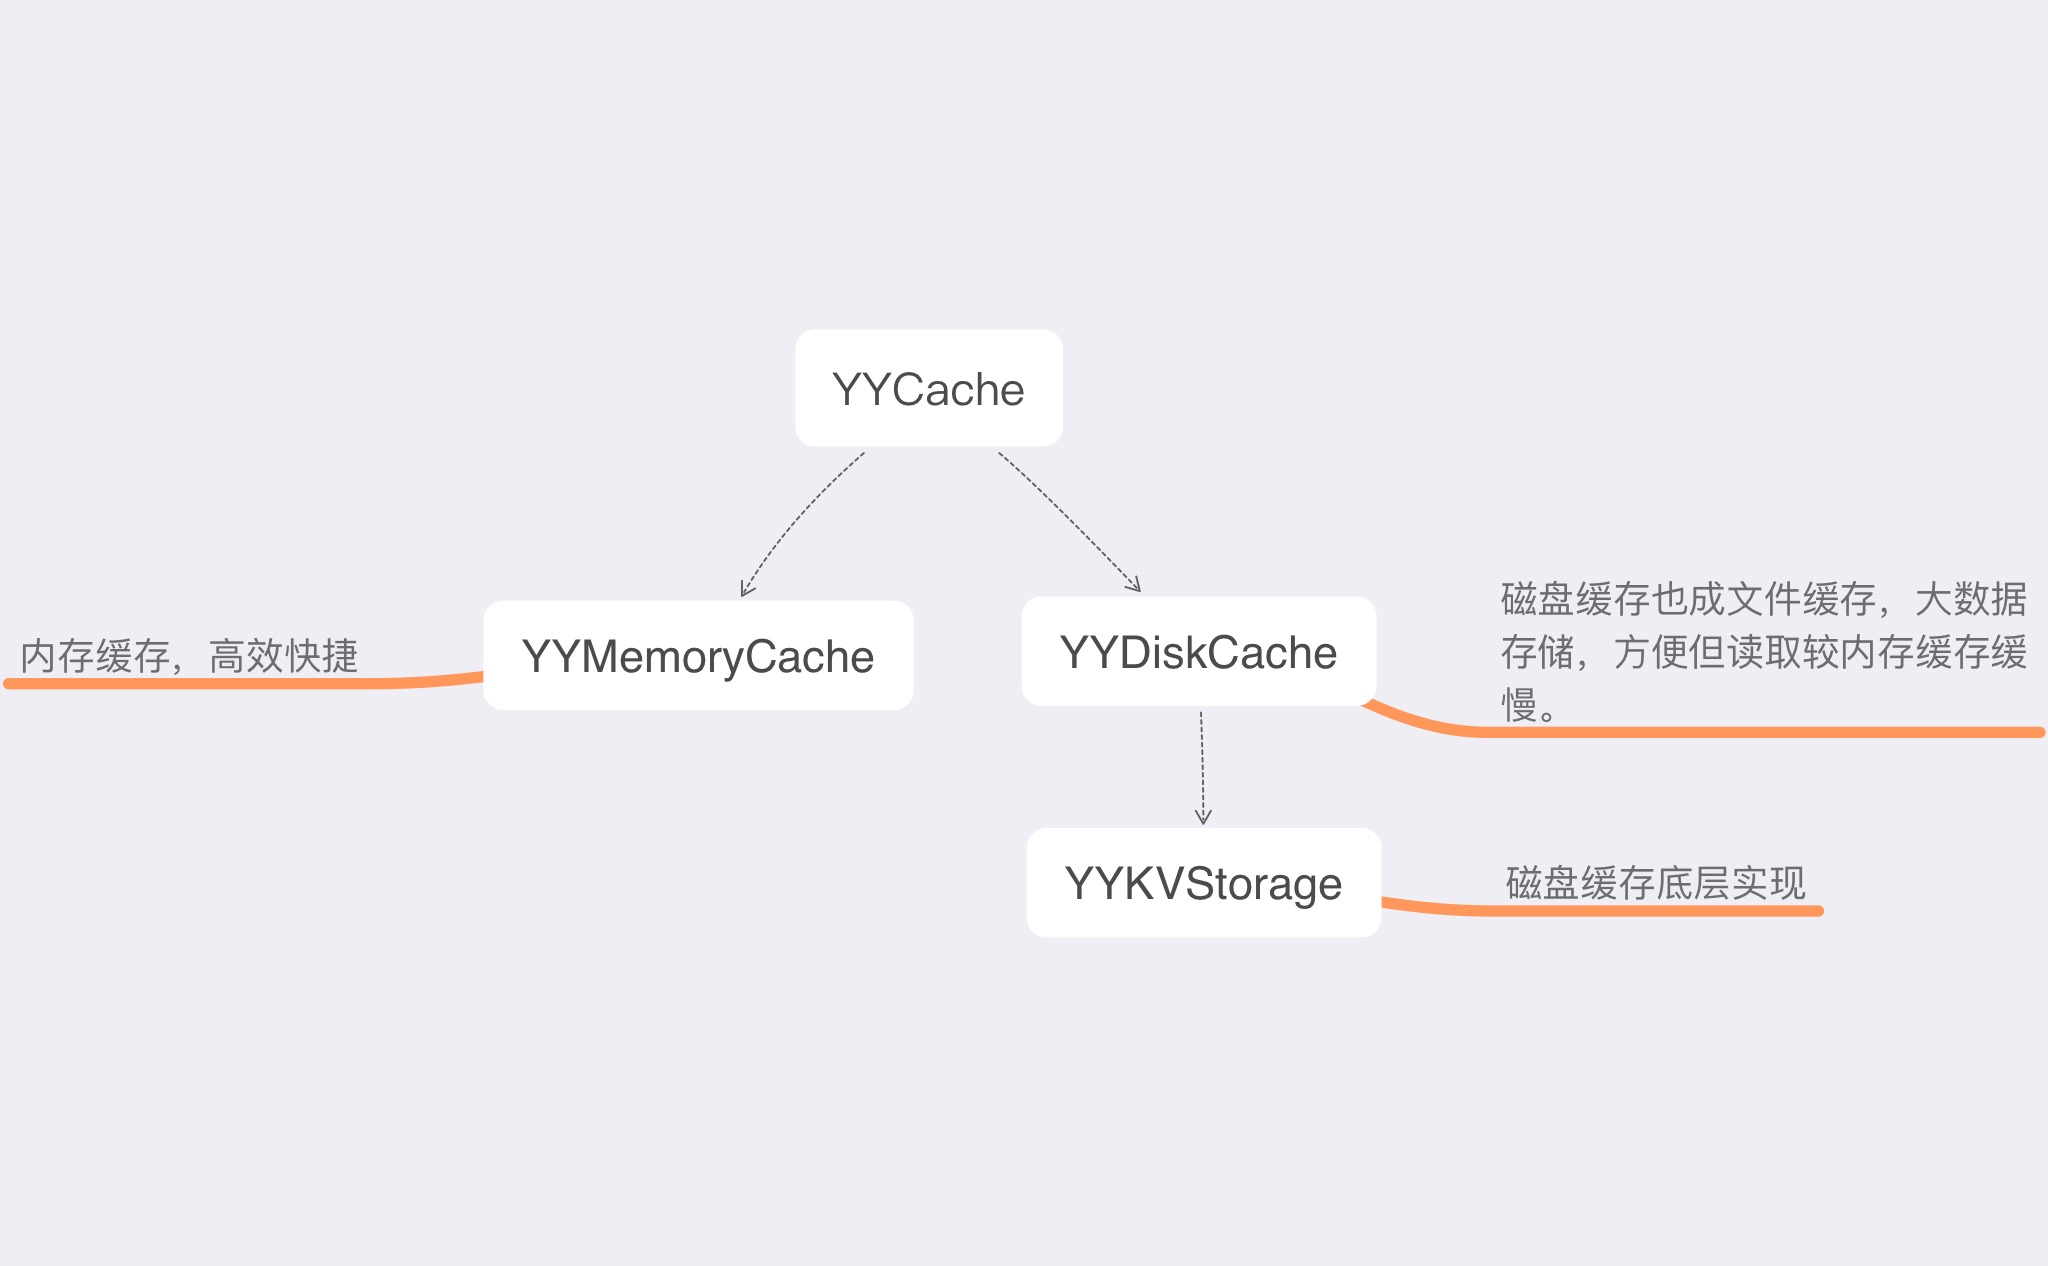 YYCache
内存缓存，高效快捷
YYMemoryCache
YYDiskCache
磁盘缓存也成文件缓存，大数据
存储，方便但读取较内存缓存缓
慢。
YYKVStorage
磁盘缓存底层实现